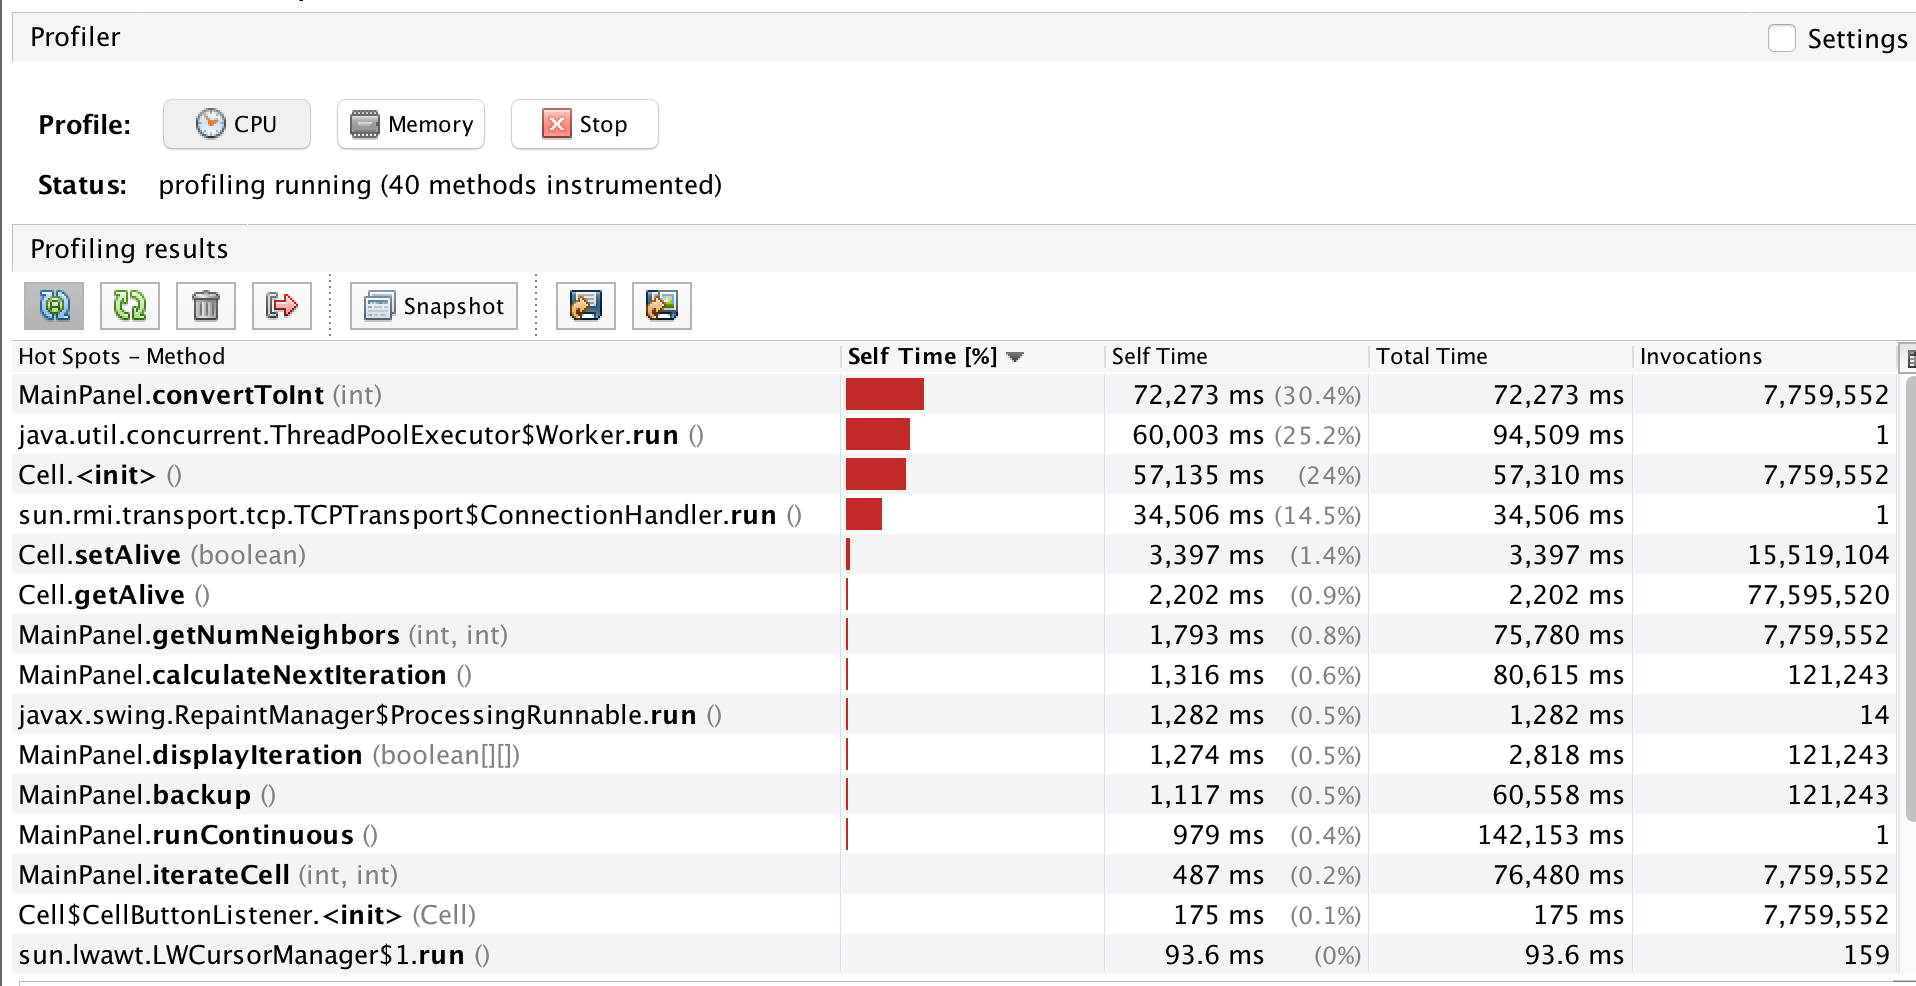 Profiler Settings
Profile: CPU Memory Stop
Status: profiling running (40 methods instrumented)
Profiling results
Snapshot
Hot Spots – Method Self Time [%] Self Time Total Time Invocations
MainPanel.convertToInt (int) 72,273 ms (30.4%) 72,273 ms 7,759,552
java.util.concurrent.ThreadPoolExecutor$Worker.run () 60,003 ms (25.2%) 94,509 ms 1
Cell.<init> () 57,135 ms (24%) 57,310 ms 7,759,552
sun.rmi.transport.tcp.TCPTransport$ConnectionHandler.run () 34,506 ms (14.5%) 34,506 ms 1
Cell.setAlive (boolean) 3,397 ms (1.4%) 3,397 ms 15,519,104
Cell.getAlive () 2,202 ms (0.9%) 2,202 ms 77,595,520
MainPanel.getNumNeighbors (int, int) 1,793 ms (0.8%) 75,780 ms 7,759,552
MainPanel.calculateNextIteration () 1,316 ms (0.6%) 80,615 ms 121,243
javax.swing.RepaintManager$ProcessingRunnable.run () 1,282 ms (0.5%) 1,282 ms 14
MainPanel.displayIteration (boolean[][]) 1,274 ms (0.5%) 2,818 ms 121,243
MainPanel.backup () 1,117 ms (0.5%) 60,558 ms 121,243
MainPanel.runContinuous () 979 ms (0.4%) 142,153 ms 1
MainPanel.iterateCell (int, int) 487 ms (0.2%) 76,480 ms 7,759,552
Cell$CellButtonListener.<init> (Cell) 175 ms (0.1%) 175 ms 7,759,552
sun.lwawt.LWCursorManager$1.run () 93.6 ms (0%) 93.6 ms 159